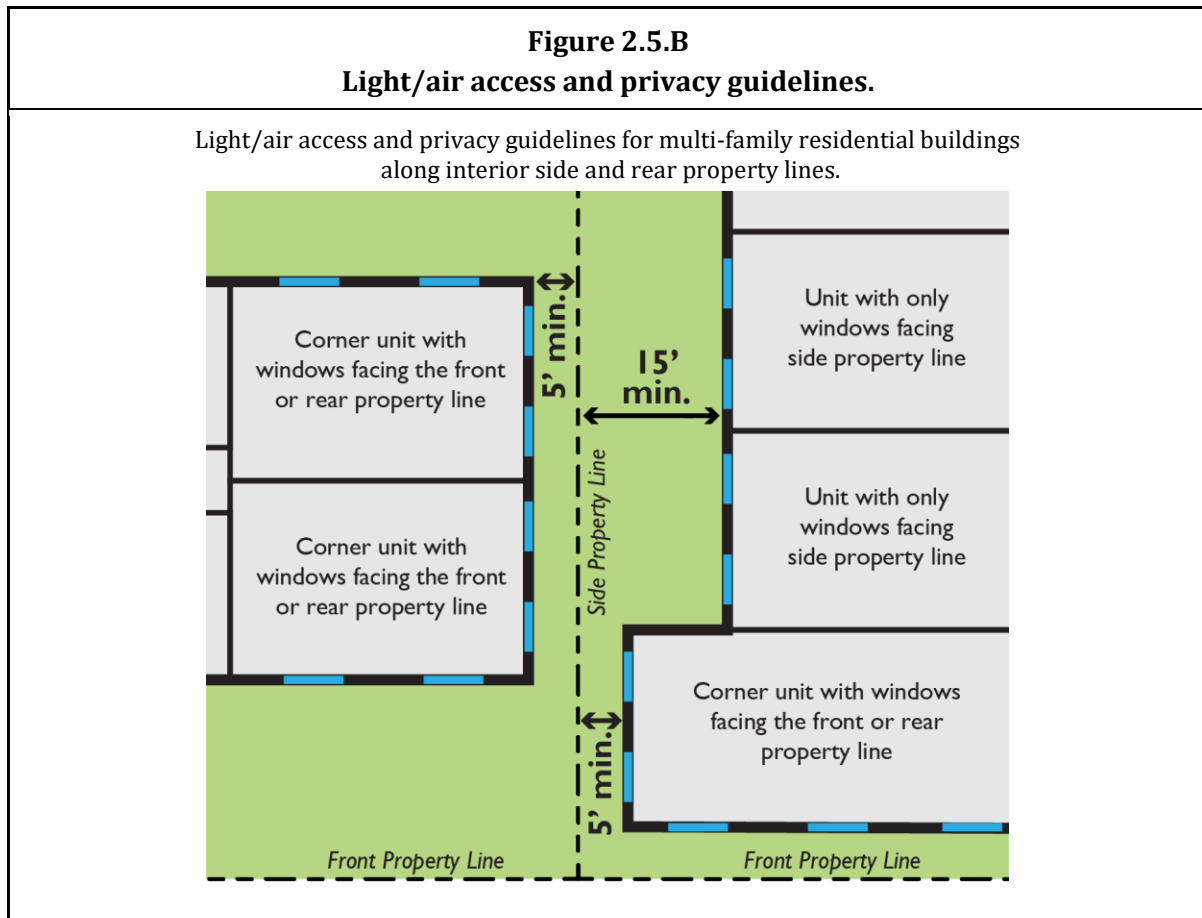 Figure 2.5.B
Light/air access and privacy guidelines.
Light/air access and privacy guidelines for multi-family residential buildings
along interior side and rear property lines.
Corner unit with
windows facing the front
or rear property line
5' min.
15'
min.
Unit with only
windows facing
side property line
Side Property Line
Unit with only
windows facing
side property line
Corner unit with
windows facing the front
or rear property line
5' min.
Corner unit with windows
facing the front or rear
property line
Front Property Line
Front Property Line